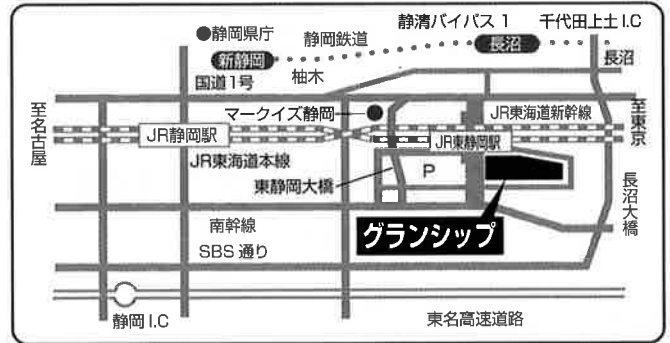 静清バイパス 1
千代田上土I.C
●静岡県庁
静岡鉄道
長沼
新静岡
長沼
国道1号
柚木
マークイズ静岡
JR東海道新幹線
至名古屋
至東京
JR静岡駅
JR東静岡駅
JR東海道本線
P
東静岡大橋
長沼大橋
グランシップ
南幹線
SBS通り
静岡I.C
東名高速道路